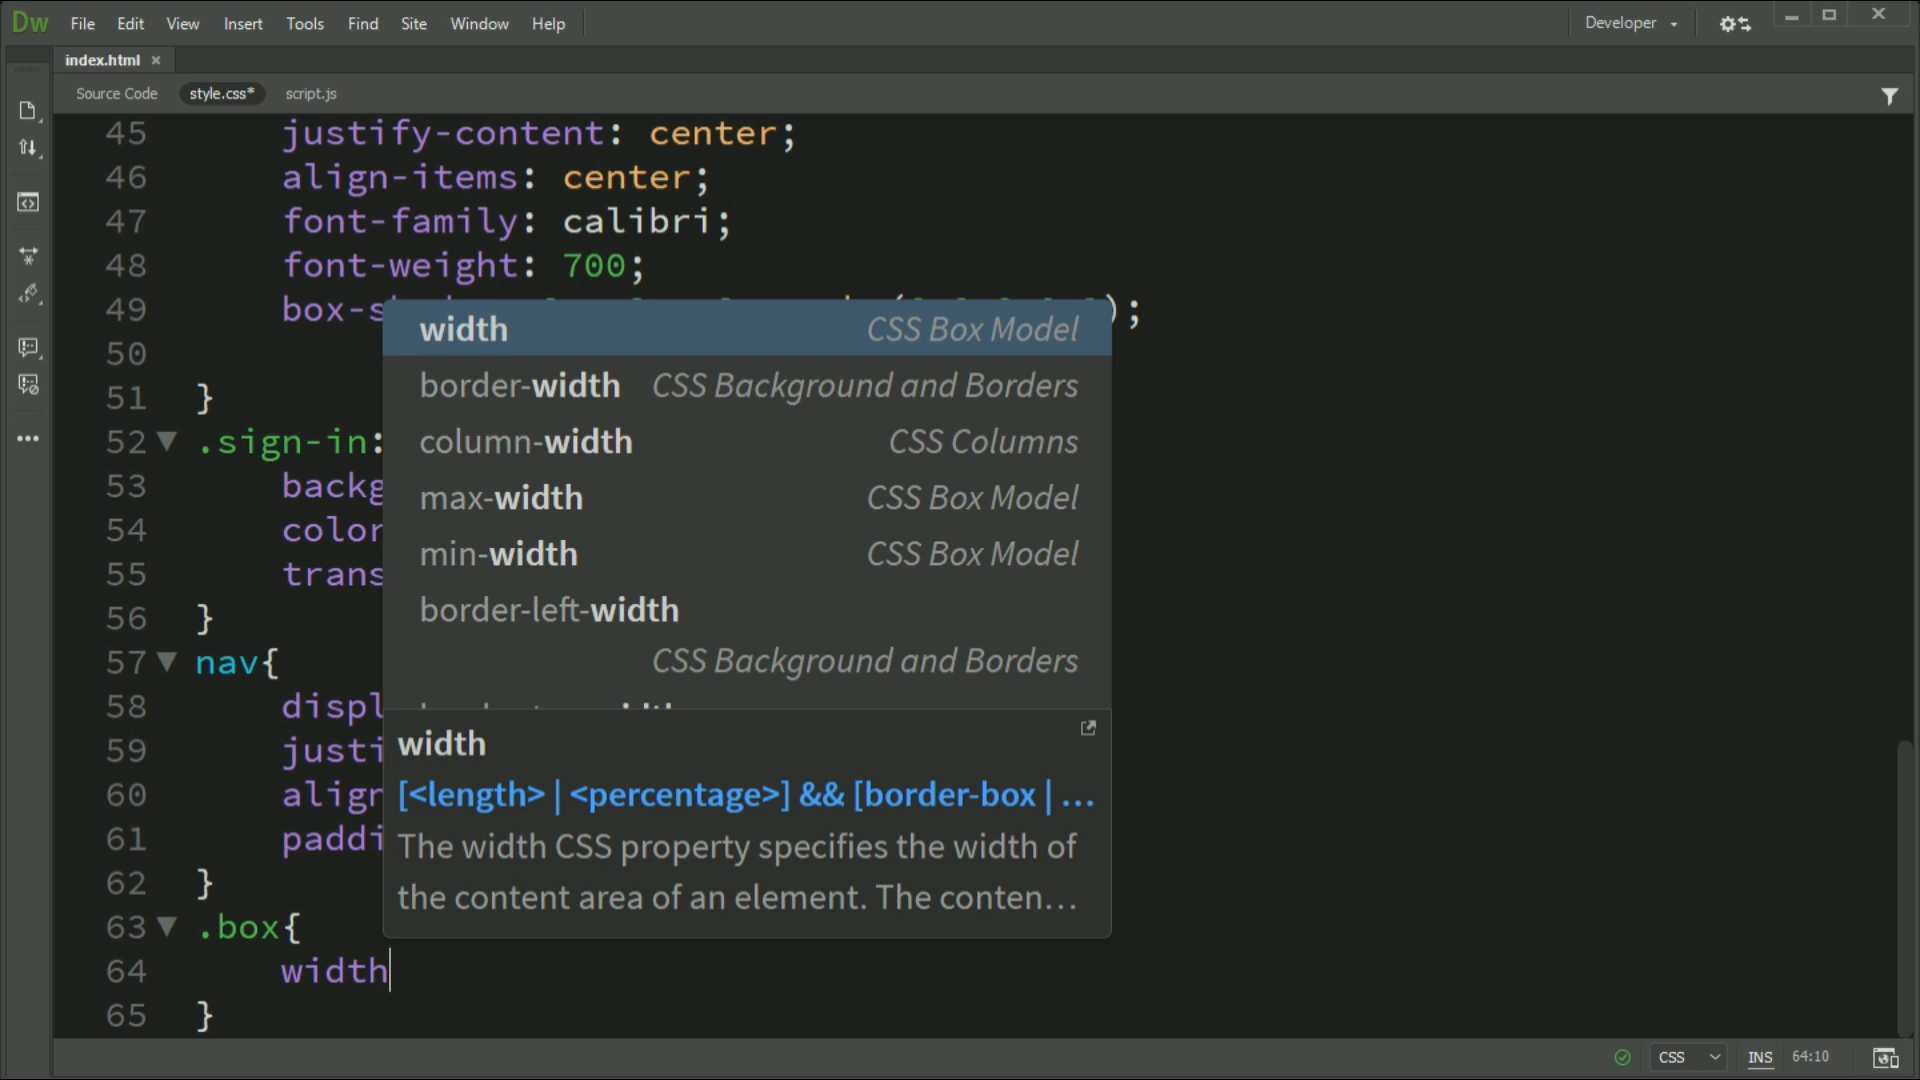 Dw File Edit View Insert Tools Find Site Window Help Developer
index.html
Source Code style.css* script.js
45 justify-content: center;
46 align-items: center;
47 font-family: calibri;
48 font-weight: 700;
49 box-s );
50
51 }
52 .sign-in:
53 backg
54 color
55 trans
56 }
57 nav{
58 displ
59 justi
60 align
61 paddi
62 }
63 .box{
64 width
65 }
width CSS Box Model
border-width CSS Background and Borders
column-width CSS Columns
max-width CSS Box Model
min-width CSS Box Model
border-left-width
CSS Background and Borders
width
[<length> | <percentage>] && [border-box | ...
The width CSS property specifies the width of
the content area of an element. The conten...
CSS INS 64:10